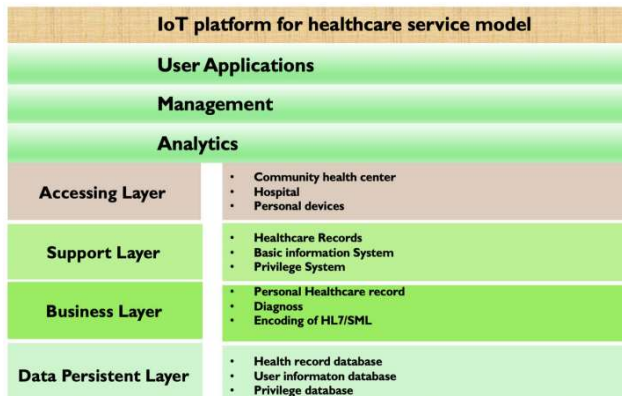 IoT platform for healthcare service model
User Applications
Management
Analytics
Accessing Layer
• Community health center
• Hospital
• Personal devices
Support Layer
• Healthcare Records
• Basic information System
• Privilege System
Business Layer
• Personal Healthcare record
• Diagnoss
• Encoding of HL7/SML
Data Persistent Layer
• Health record database
• User informaton database
• Privilege database